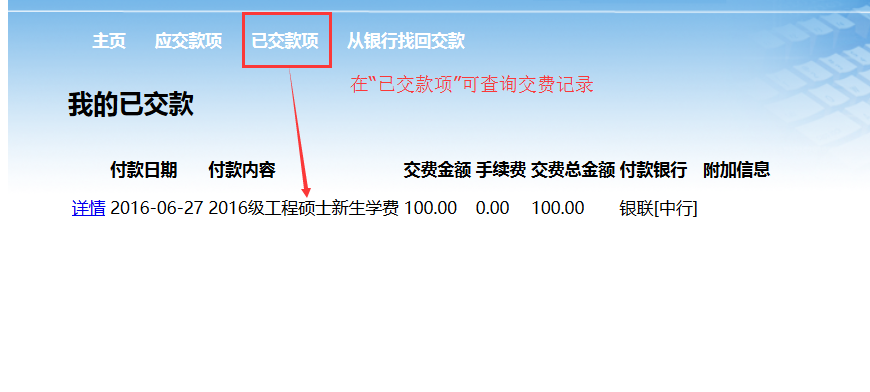 主页 应交款项 已交款项 从银行找回交款
在“已交款项”可查询交费记录
我的已交款
付款日期 付款内容 交费金额 手续费 交费总金额 付款银行 附加信息
详情 2016-06-27 2016级工程硕士新生学费 100.00 0.00 100.00 银联[中行]